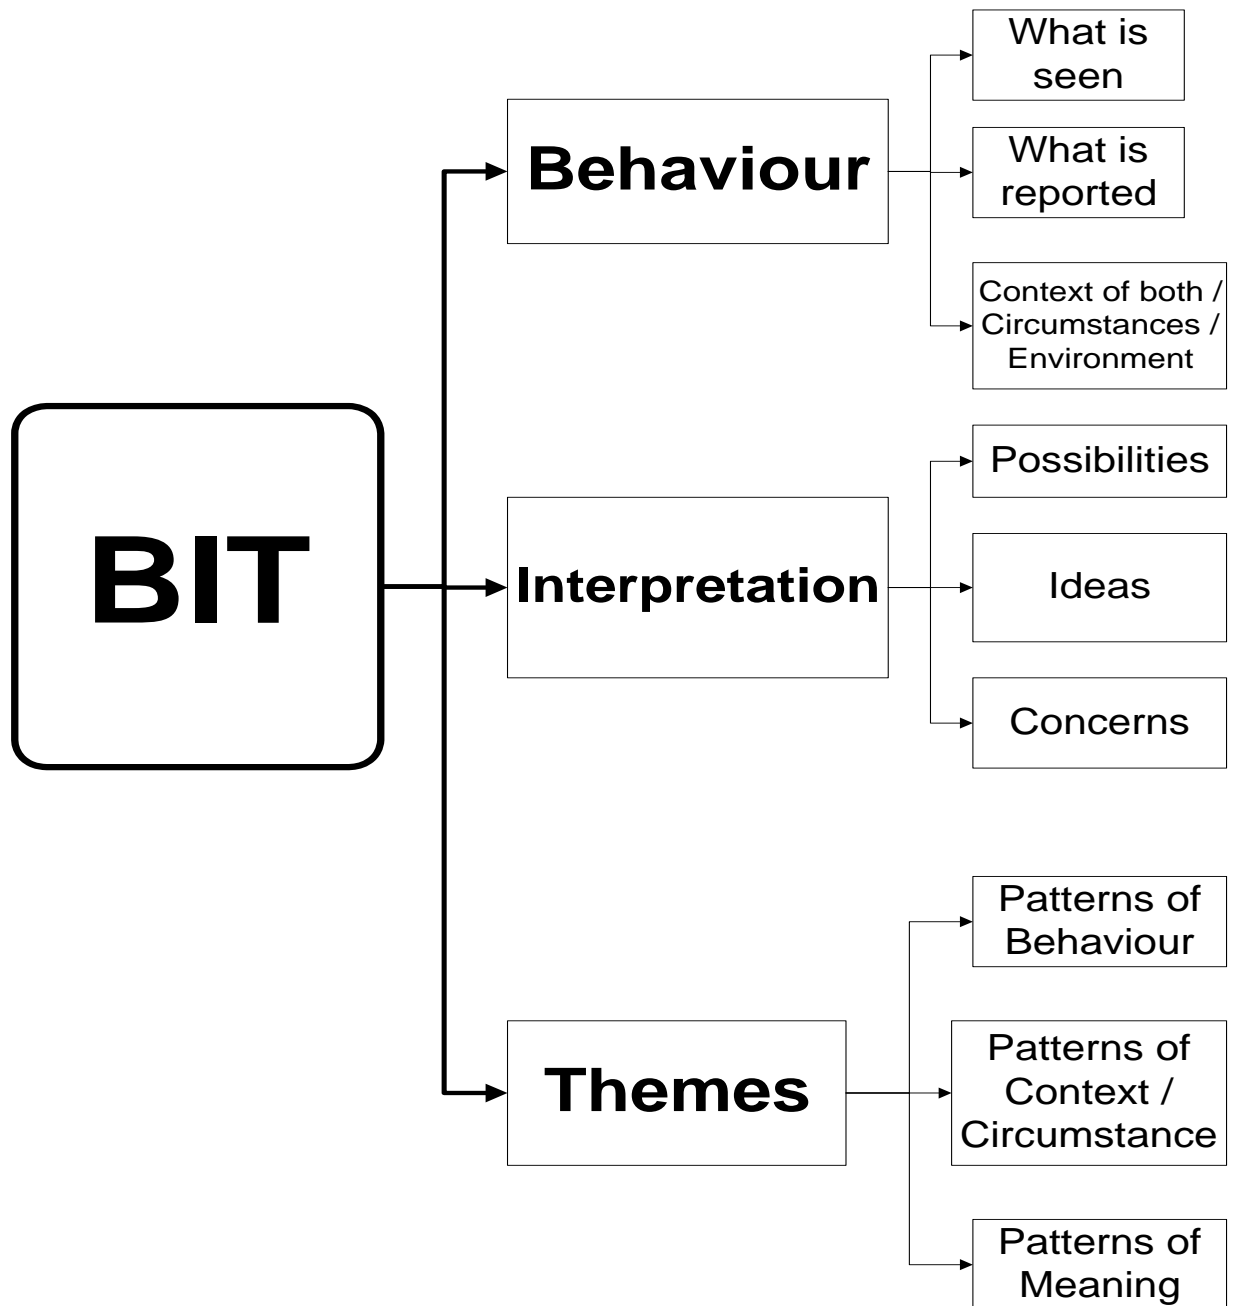 BIT
Behaviour
What is
seen
What is
reported
Context of both /
Circumstances /
Environment
Interpretation
Possibilities
Ideas
Concerns
Themes
Patterns of
Behaviour
Patterns of
Context /
Circumstance
Patterns of
Meaning